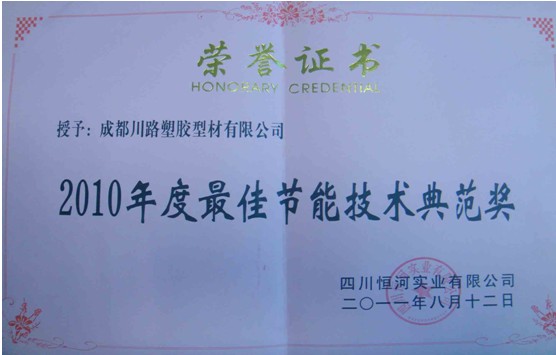 荣誉证书
HONORARY CREDENTIAL
授予：成都川路塑胶型材有限公司
2010年度最佳节能技术典范奖
四川恒河实业有限公司
二〇一一年八月十二日